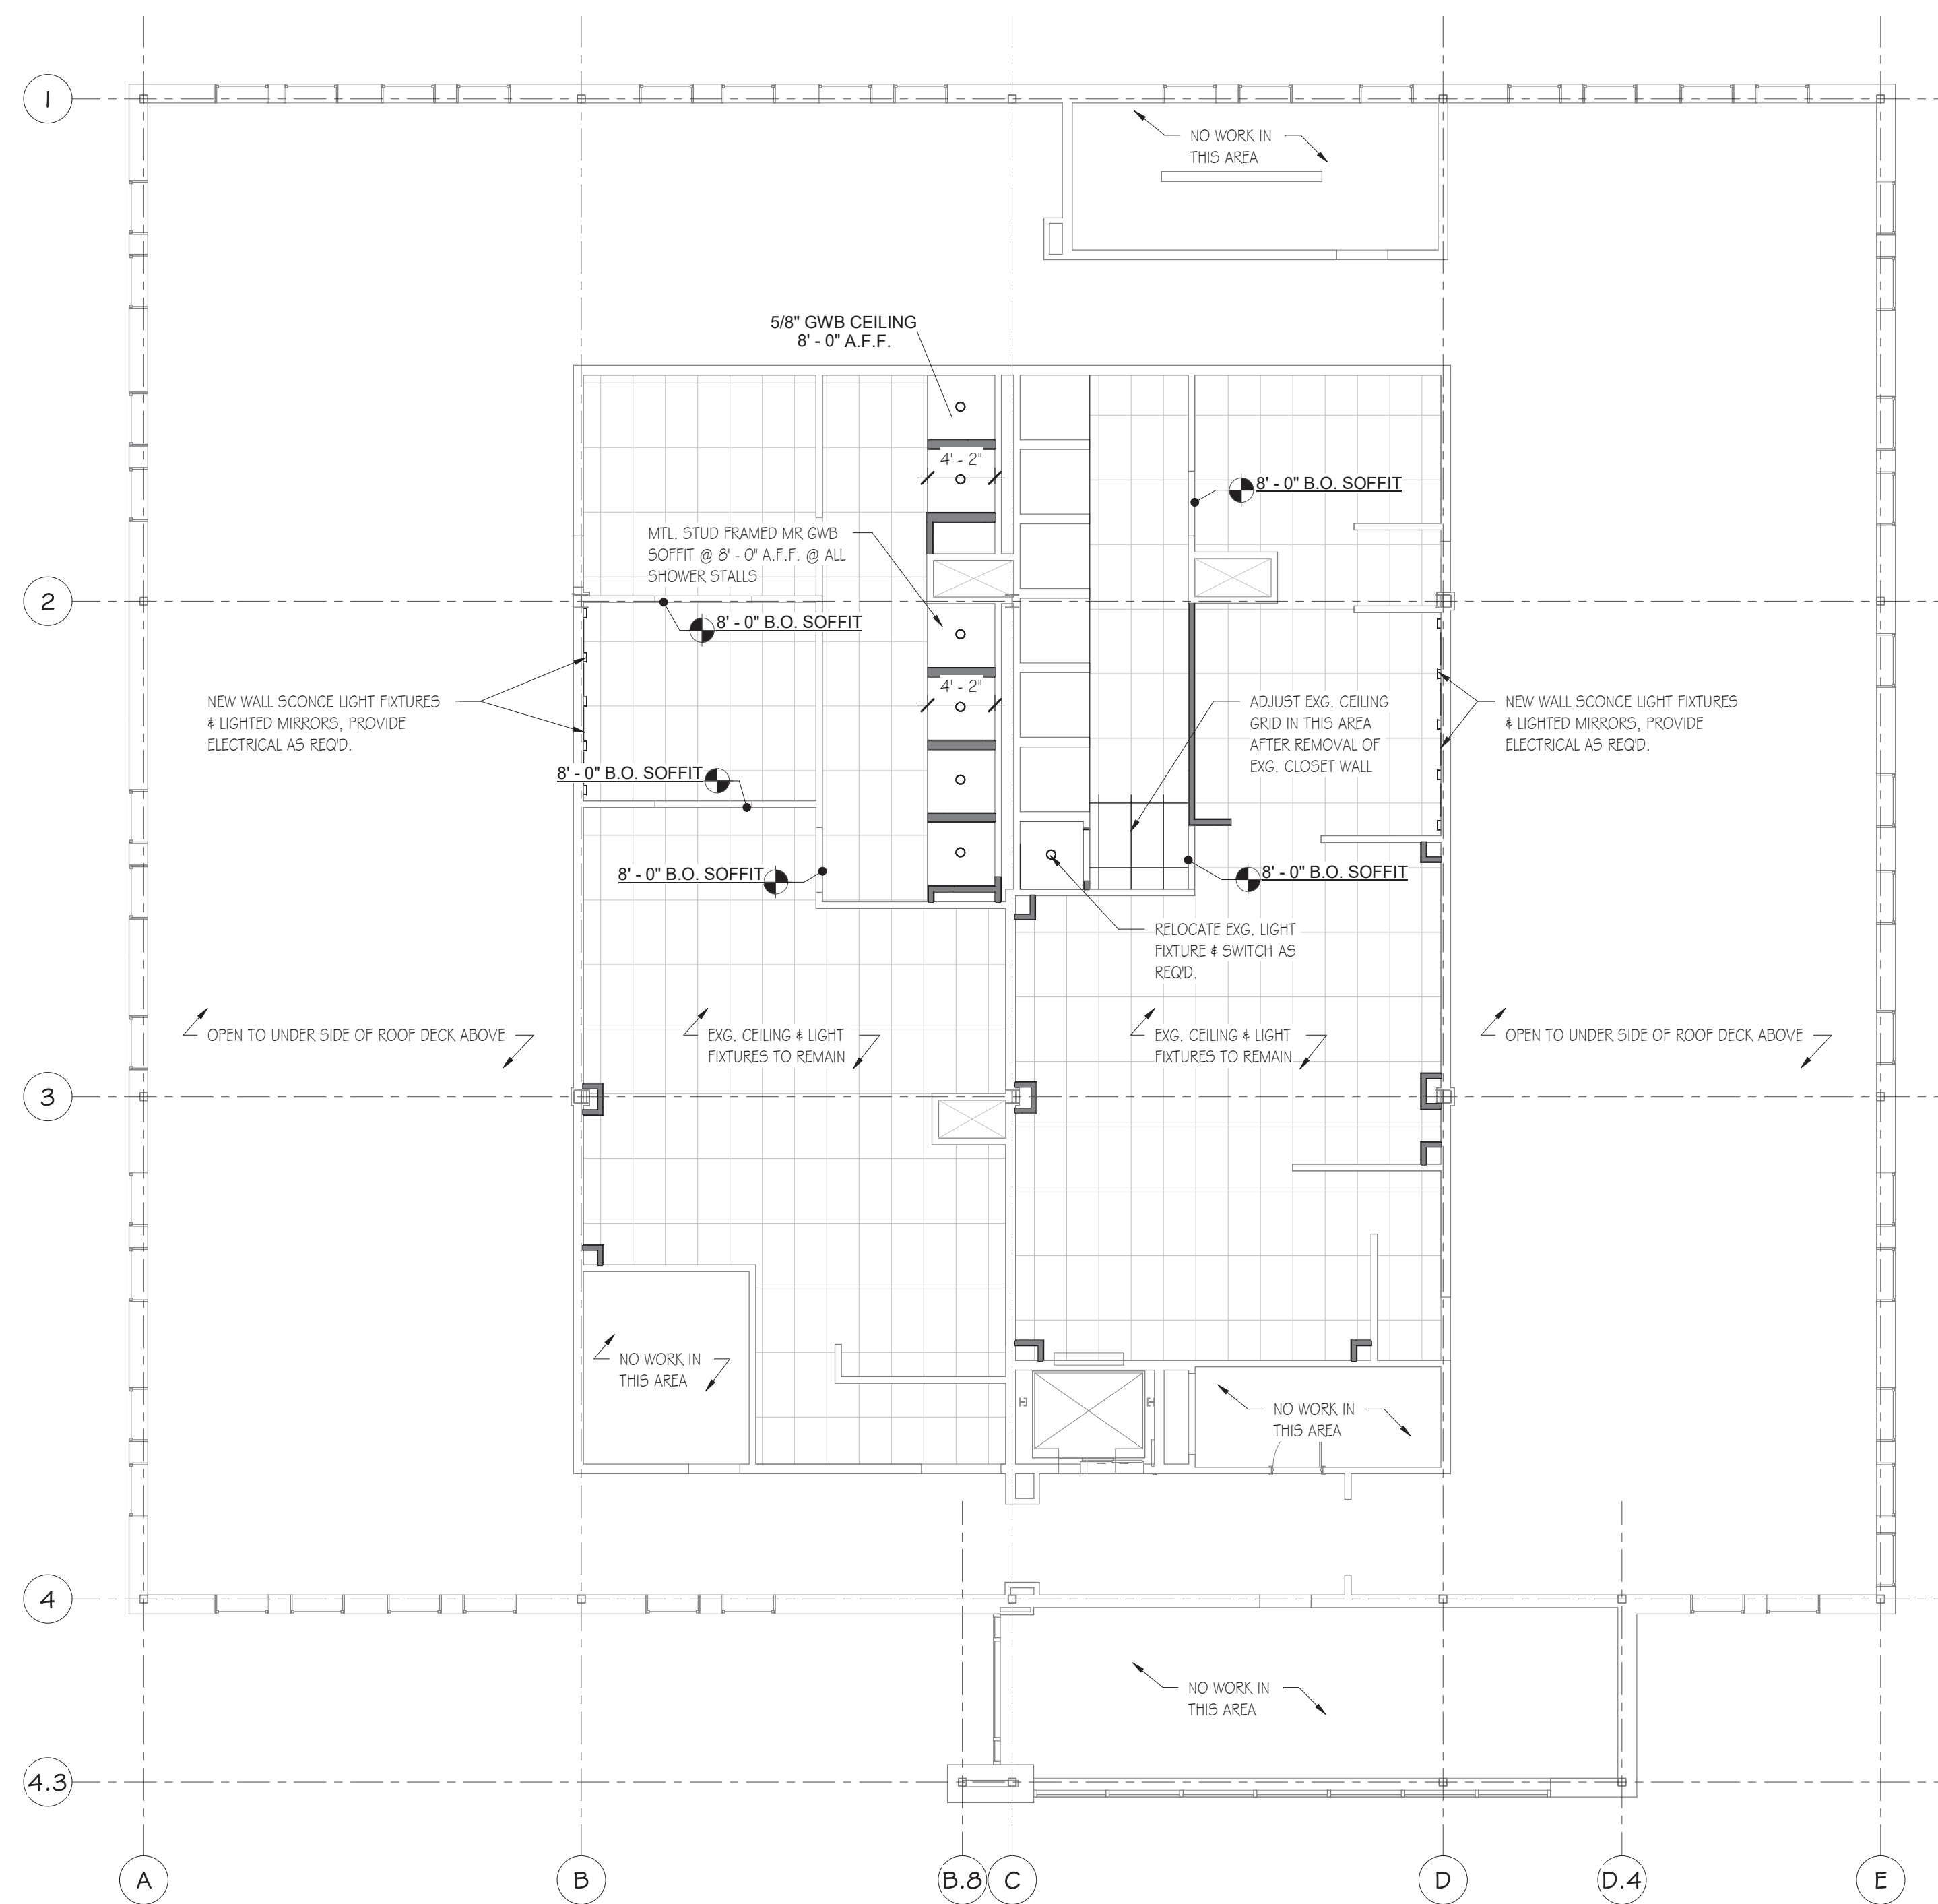 1
NO WORK IN
THIS AREA
5/8" GWB CEILING
8' - 0" A.F.F.
4' - 2"
8' - 0" B.O. SOFFIT
MTL. STUD FRAMED MR GWB
SOFFIT @ 8' - 0" A.F.F. @ ALL
SHOWER STALLS
2
8' - 0" B.O. SOFFIT
4' - 2"
NEW WALL SCONCE LIGHT FIXTURES
& LIGHTED MIRRORS, PROVIDE
ELECTRICAL AS REQ'D.
ADJUST EXG. CEILING
GRID IN THIS AREA
AFTER REMOVAL OF
EXG. CLOSET WALL
NEW WALL SCONCE LIGHT FIXTURES
& LIGHTED MIRRORS, PROVIDE
ELECTRICAL AS REQ'D.
8' - 0" B.O. SOFFIT
8' - 0" B.O. SOFFIT
8' - 0" B.O. SOFFIT
RELOCATE EXG. LIGHT
FIXTURE & SWITCH AS
REQ'D.
OPEN TO UNDER SIDE OF ROOF DECK ABOVE
EXG. CEILING & LIGHT
FIXTURES TO REMAIN
EXG. CEILING & LIGHT
FIXTURES TO REMAIN
OPEN TO UNDER SIDE OF ROOF DECK ABOVE
3
NO WORK IN
THIS AREA
NO WORK IN
THIS AREA
4
NO WORK IN
THIS AREA
4.3
A
B
B.8
C
D
D.4
E